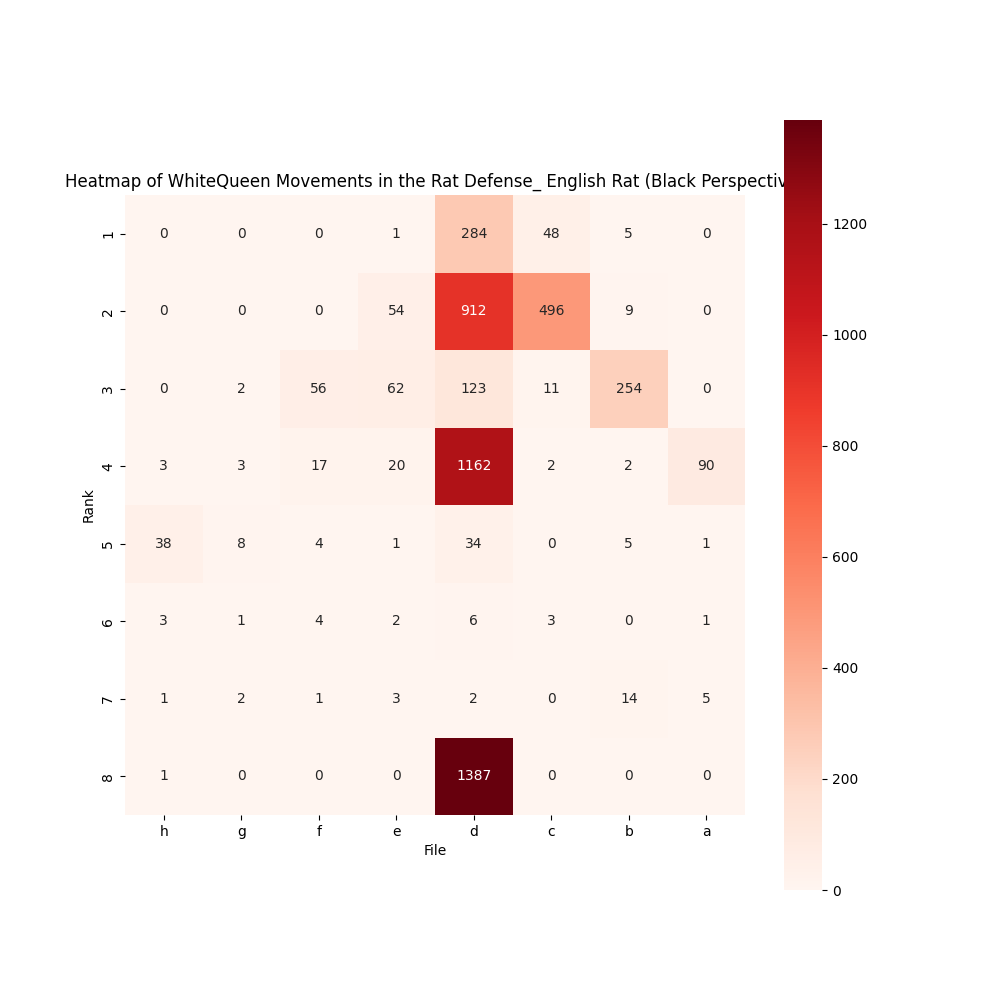 Heatmap of WhiteQueen Movements in the Rat Defense_ English Rat (Black Perspectiv
1 0 0 0 1 284 48 5 0
2 0 0 0 54 912 496 9 0
3 0 2 56 62 123 11 254 0
4 3 3 17 20 1162 2 2 90
5 38 8 4 1 34 0 5 1
6 3 1 4 2 6 3 0 1
7 1 2 1 3 2 0 14 5
8 1 0 0 0 1387 0 0 0
h g f e d c b a
Rank
File
1200
1000
800
600
400
200
0